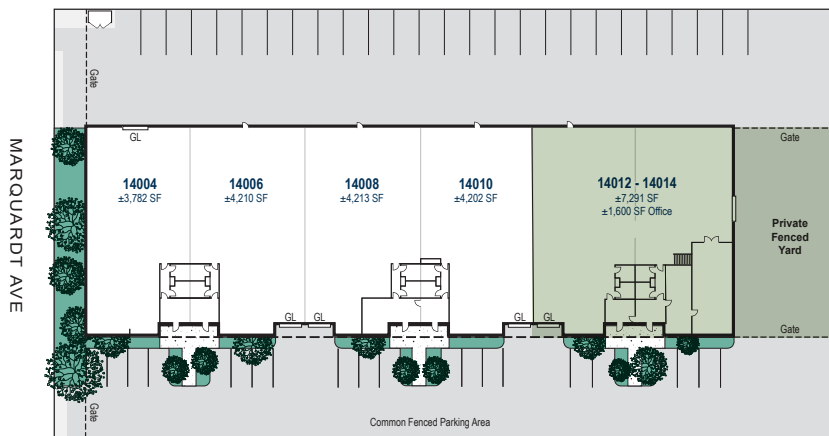 Gate
MARQUARDT AVE
GL
14004
±3,782 SF
14006
±4,210 SF
14008
±4,213 SF
14010
±4,202 SF
14012 - 14014
±7,291 SF
±1,600 SF Office
Gate
Private
Fenced
Yard
Gate
GL GL
GL GL
Gate
Common Fenced Parking Area